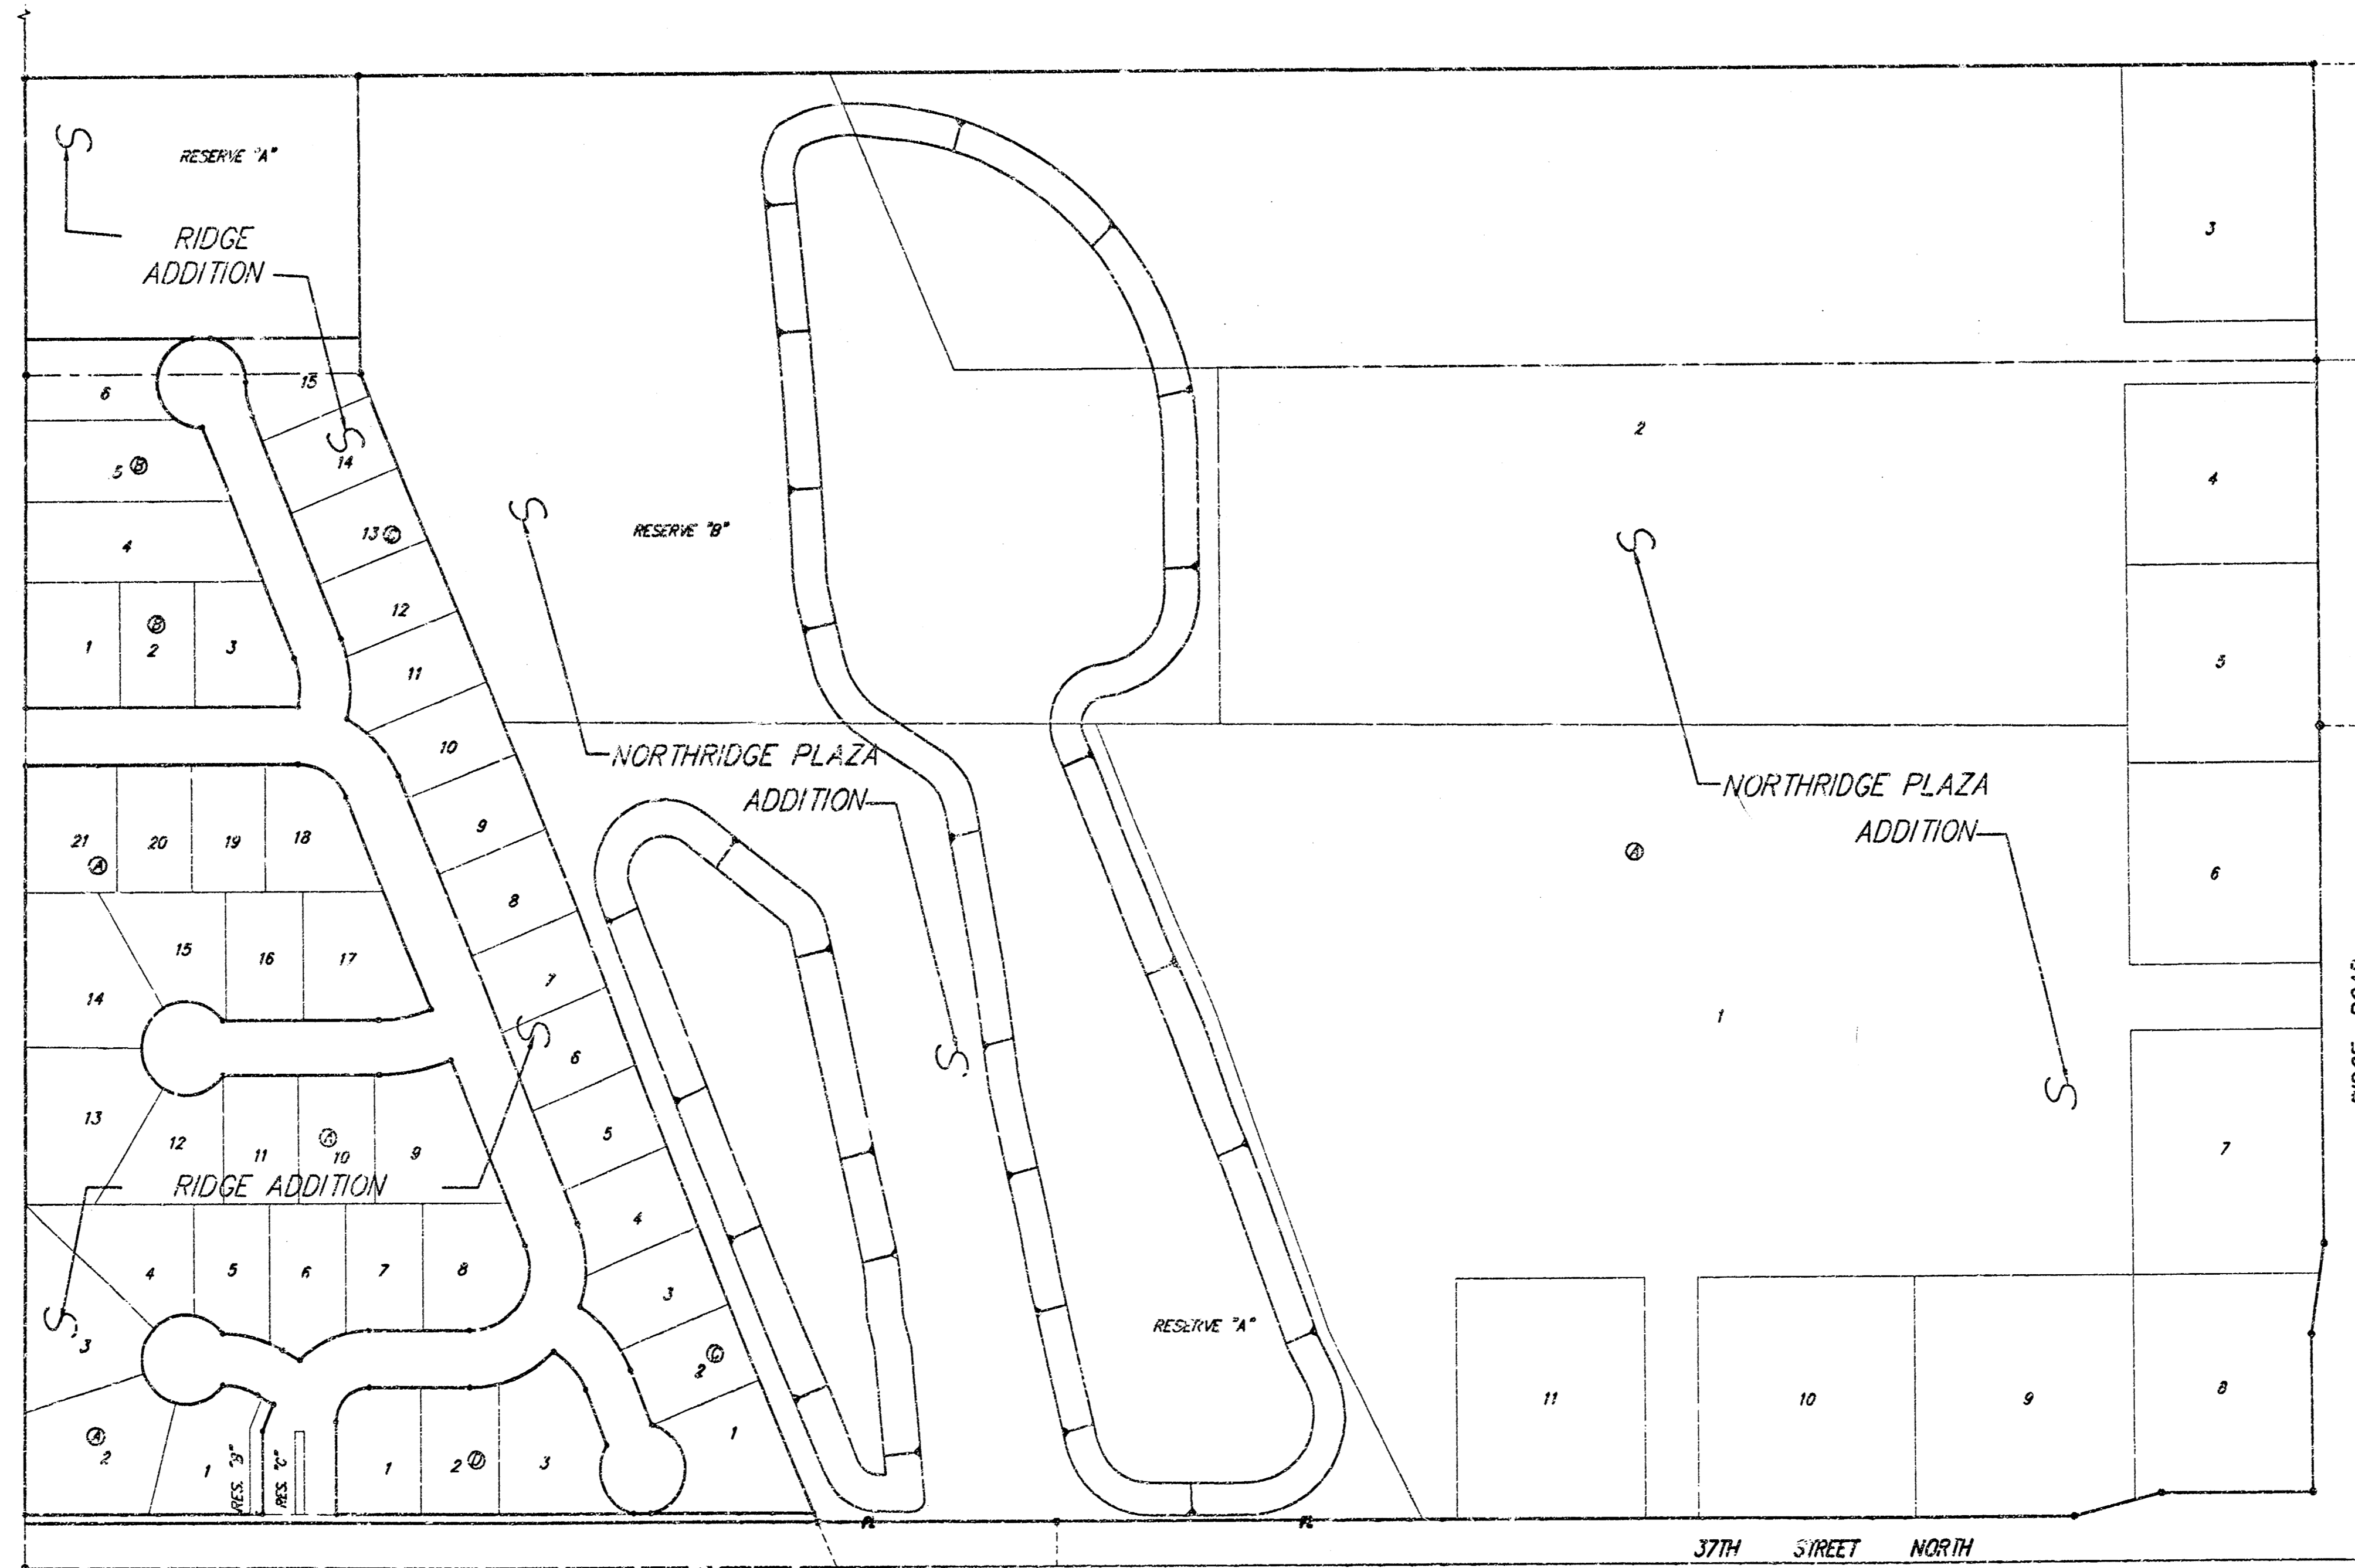 RESERVE "A"
RIDGE
ADDITION
3
15
6
14
5 B
2
4
13 C
RESERVE "B"
4
12
B
1
2
3
11
5
10
NORTHRIDGE PLAZA
ADDITION
NORTHRIDGE PLAZA
ADDITION
9
21
20
19
18
A
A
6
8
15
16
17
7
14
1
6
13
12
11
A
10
9
5
7
RIDGE ADDITION
4
4
5
6
7
8
3
RESERVE "A"
3
C
2
11
10
9
8
A
2
1
RES. "B"
RES. "C"
1
2 D
3
1
PL
PL
37TH STREET NORTH